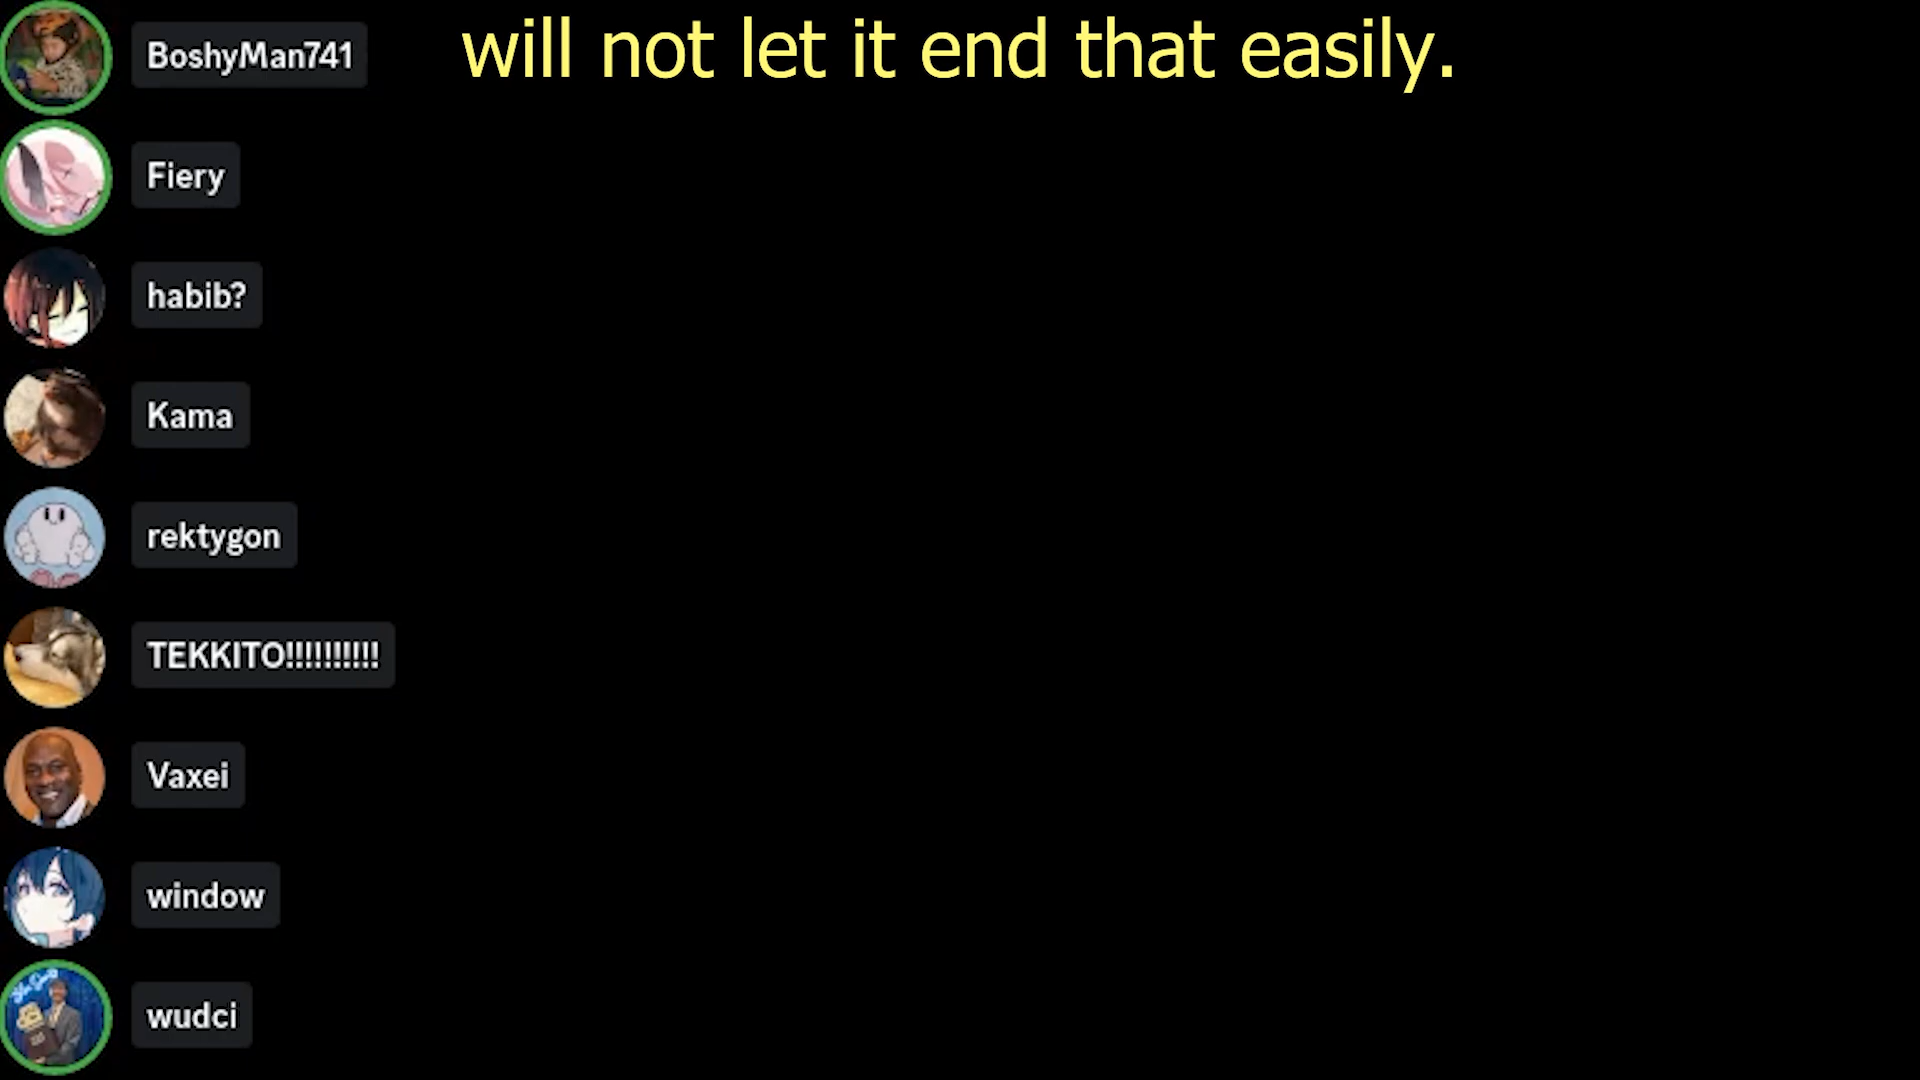 BoshyMan741
will not let it end that easily.
Fiery
habib?
Kama
rektygon
TEKKITO!!!!!!!!!!
Vaxei
window
wudci